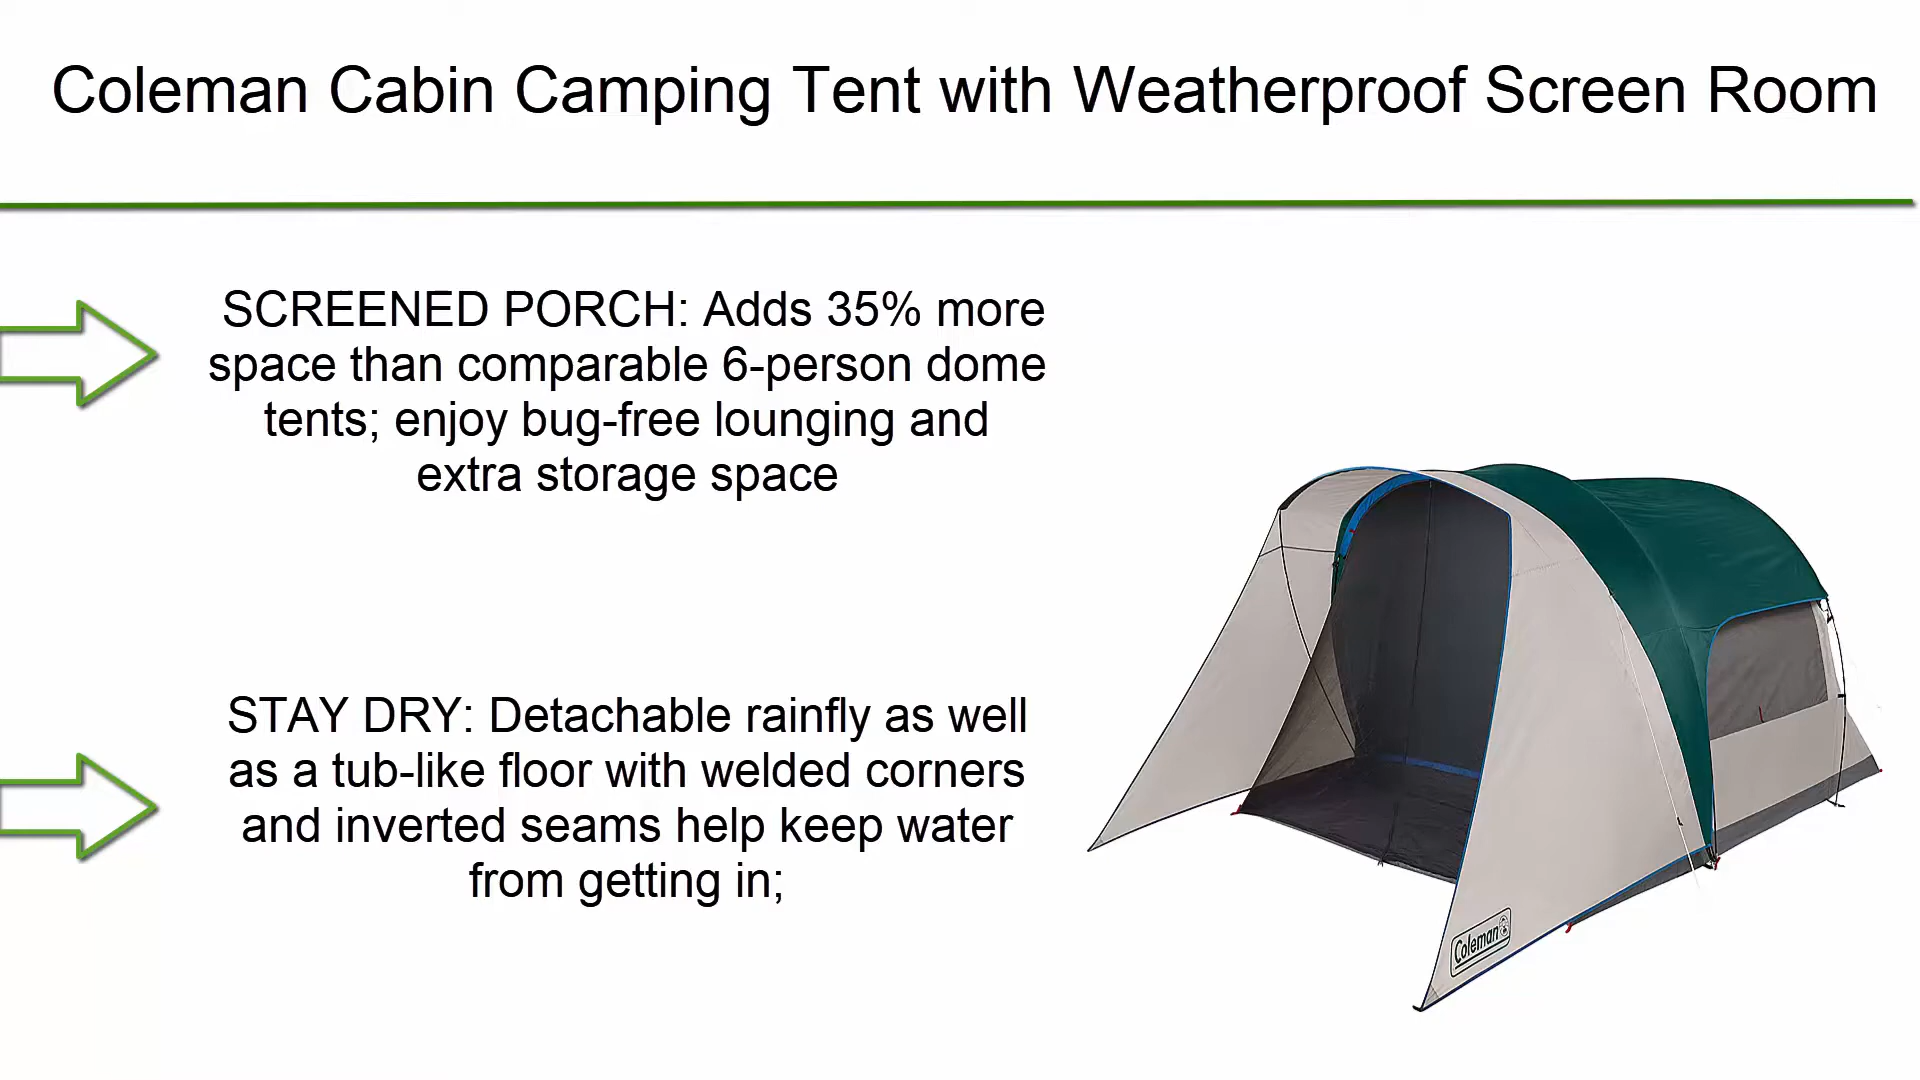 Coleman Cabin Camping Tent with Weatherproof Screen Room
SCREENED PORCH: Adds 35% more
space than comparable 6-person dome
tents; enjoy bug-free lounging and
extra storage space
STAY DRY: Detachable rainfly as well
as a tub-like floor with welded corners
and inverted seams help keep water
from getting in;
Coleman